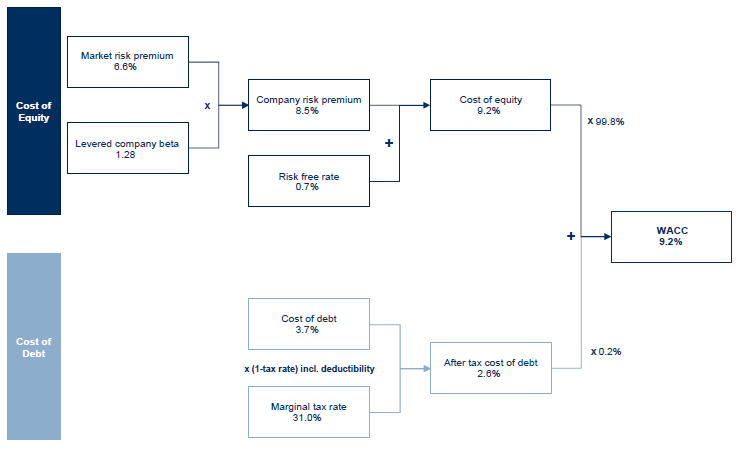 Cost of
Equity
Market risk premium
6.6%
x
Levered company beta
1.28
Company risk premium
8.5%
+
Risk free rate
0.7%
Cost of equity
9.2%
x 99.8%
+
WACC
9.2%
Cost of
Debt
Cost of debt
3.7%
x (1-tax rate) incl. deductibility
Marginal tax rate
31.0%
After tax cost of debt
2.6%
x 0.2%